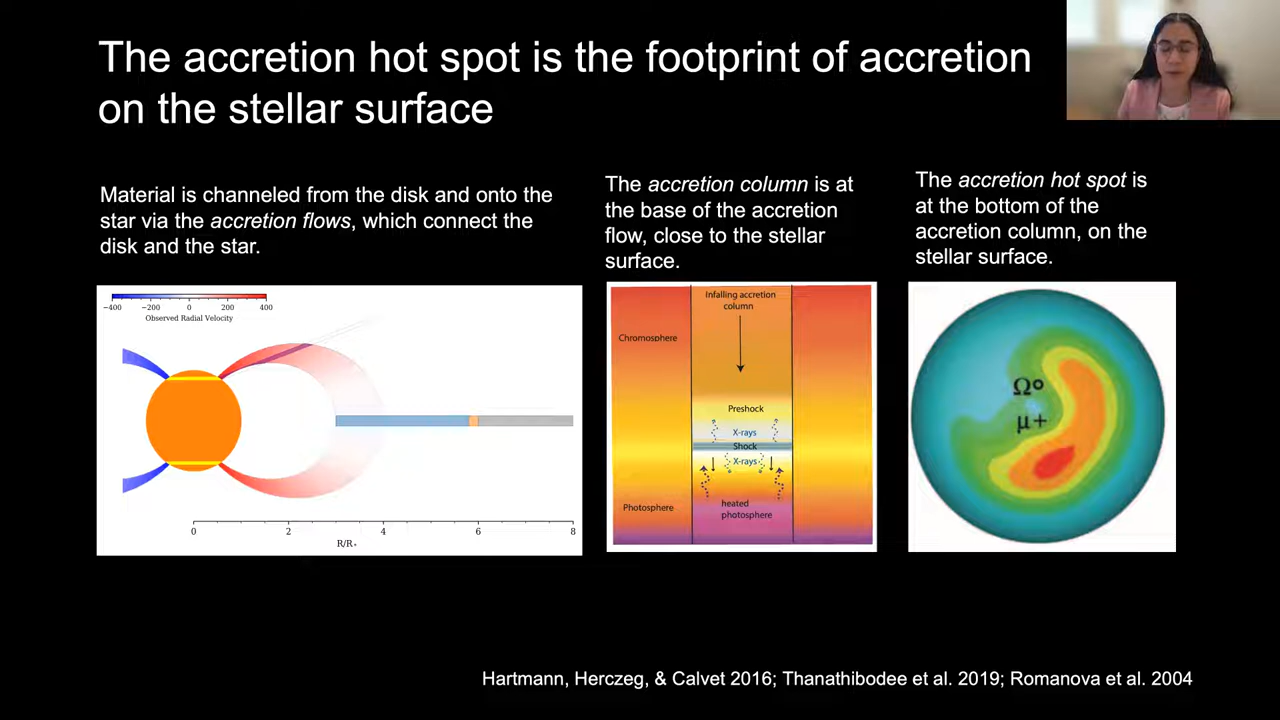 The accretion hot spot is the footprint of accretion
on the stellar surface
Material is channeled from the disk and onto the
star via the accretion flows, which connect the
disk and the star.
The accretion column is at
the base of the accretion
flow, close to the stellar
surface.
The accretion hot spot is
at the bottom of the
accretion column, on the
stellar surface.
−400 −200 0 200 400
Observed Radial Velocity
0 2 4 6 8
R/R⋆
Infalling accretion
column
Chromosphere
Preshock
X-rays
Shock
X-rays
Photosphere
heated
photosphere
Ωo
μ+
Hartmann, Herczeg, & Calvet 2016; Thanathibodee et al. 2019; Romanova et al. 2004